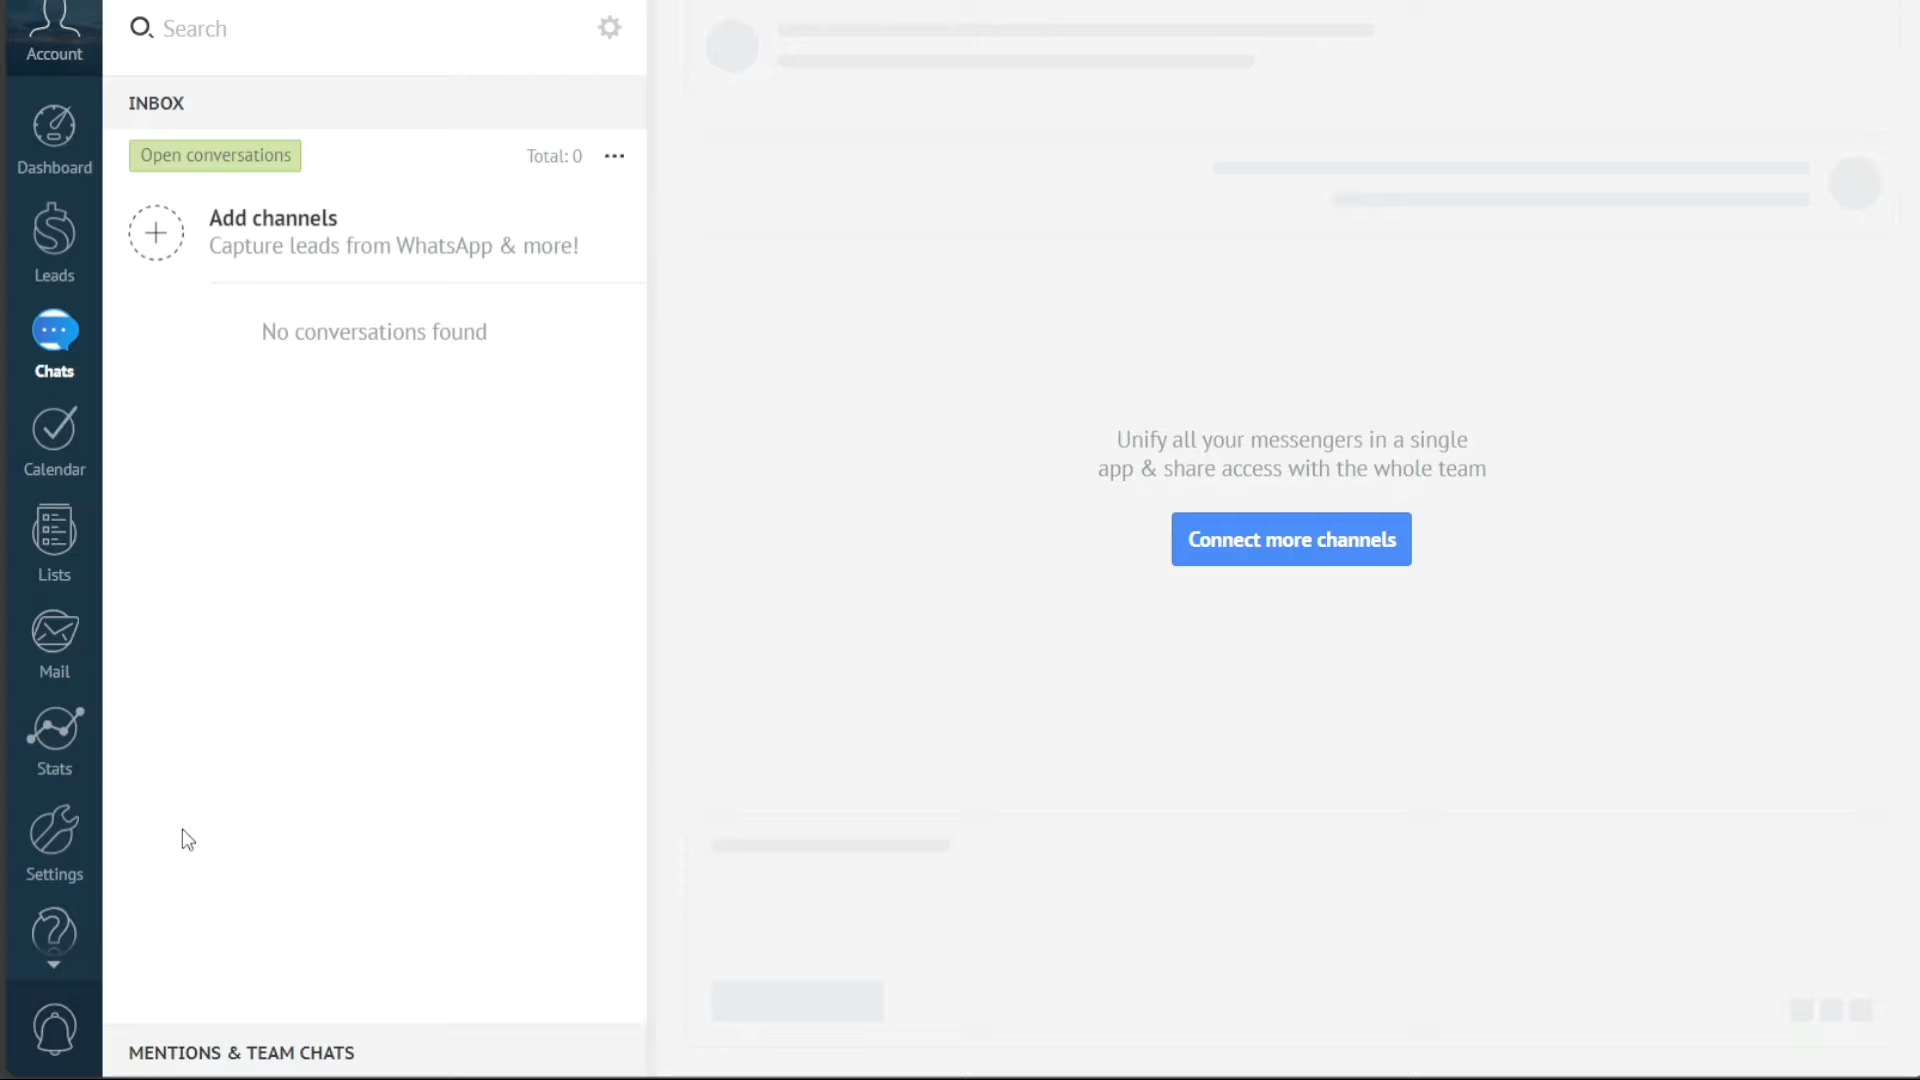 Account
Dashboard
Leads
Chats
Calendar
Lists
Mail
Stats
Settings
Search
INBOX
Open conversations
Total: 0
Add channels
Capture leads from WhatsApp & more!
No conversations found
MENTIONS & TEAM CHATS
Unify all your messengers in a single
app & share access with the whole team
Connect more channels